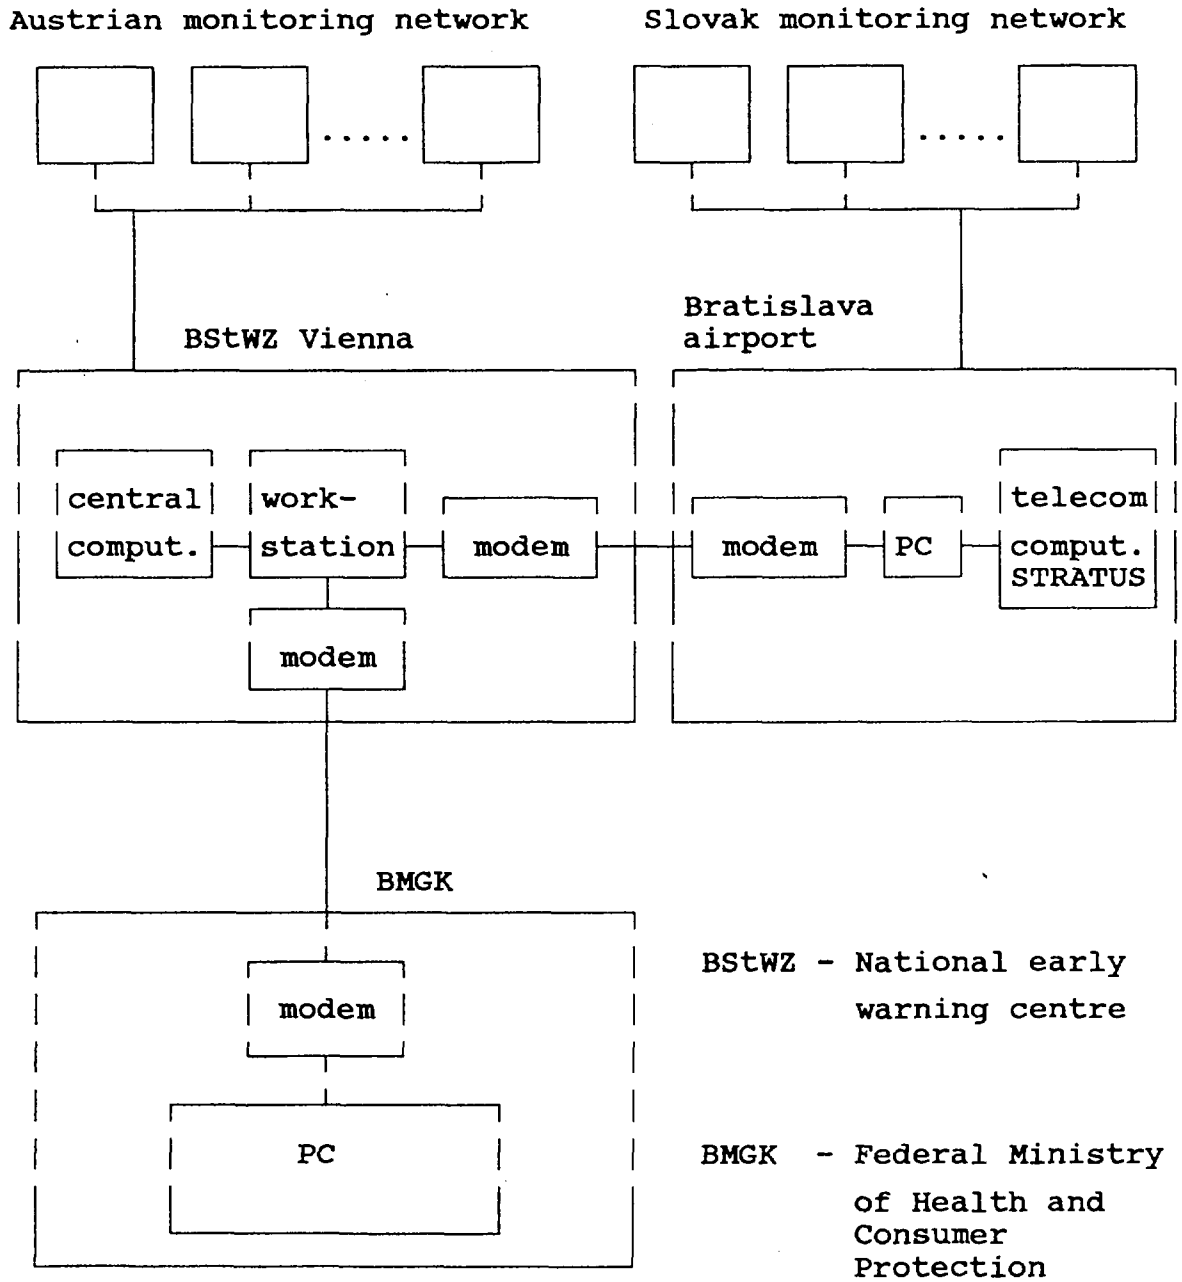 Austrian monitoring network
Slovak monitoring network
.....
.....
Bratislava
airport
BStWZ Vienna
central
comput.
work-
station
modem
modem
modem
PC
telecom
comput.
STRATUS
BMGK
modem
PC
BStWZ - National early
warning centre
BMGK - Federal Ministry
of Health and
Consumer
Protection